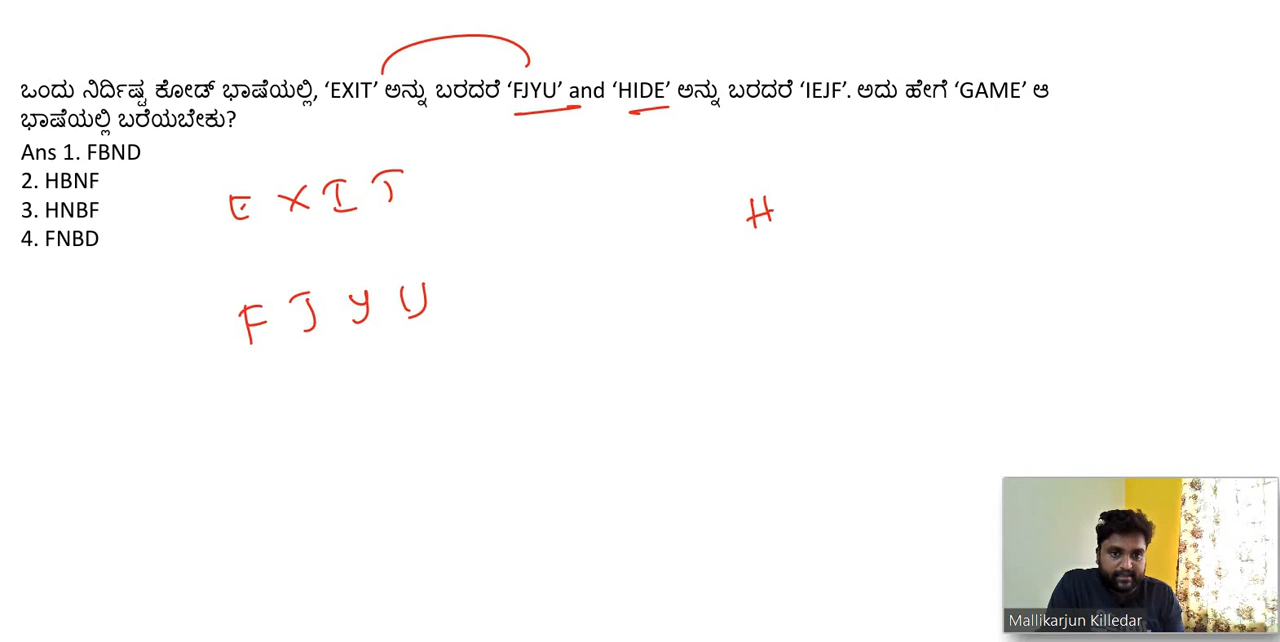 ಒಂದು ನಿರ್ದಿಷ್ಟ ಕೋಡ್ ಭಾಷೆಯಲ್ಲಿ, ‘EXIT’ ಅನ್ನು ಬರದರೆ ‘FJYU’ and ‘HIDE’ ಅನ್ನು ಬರದರೆ ‘IEJF’. ಅದು ಹೇಗೆ ‘GAME’ ಆ
ಭಾಷೆಯಲ್ಲಿ ಬರೆಯಬೇಕು?
Ans 1. FBND
2. HBNF
3. HNBF
4. FNBD
E X I T
H
F J Y U
Mallikarjun Killedar